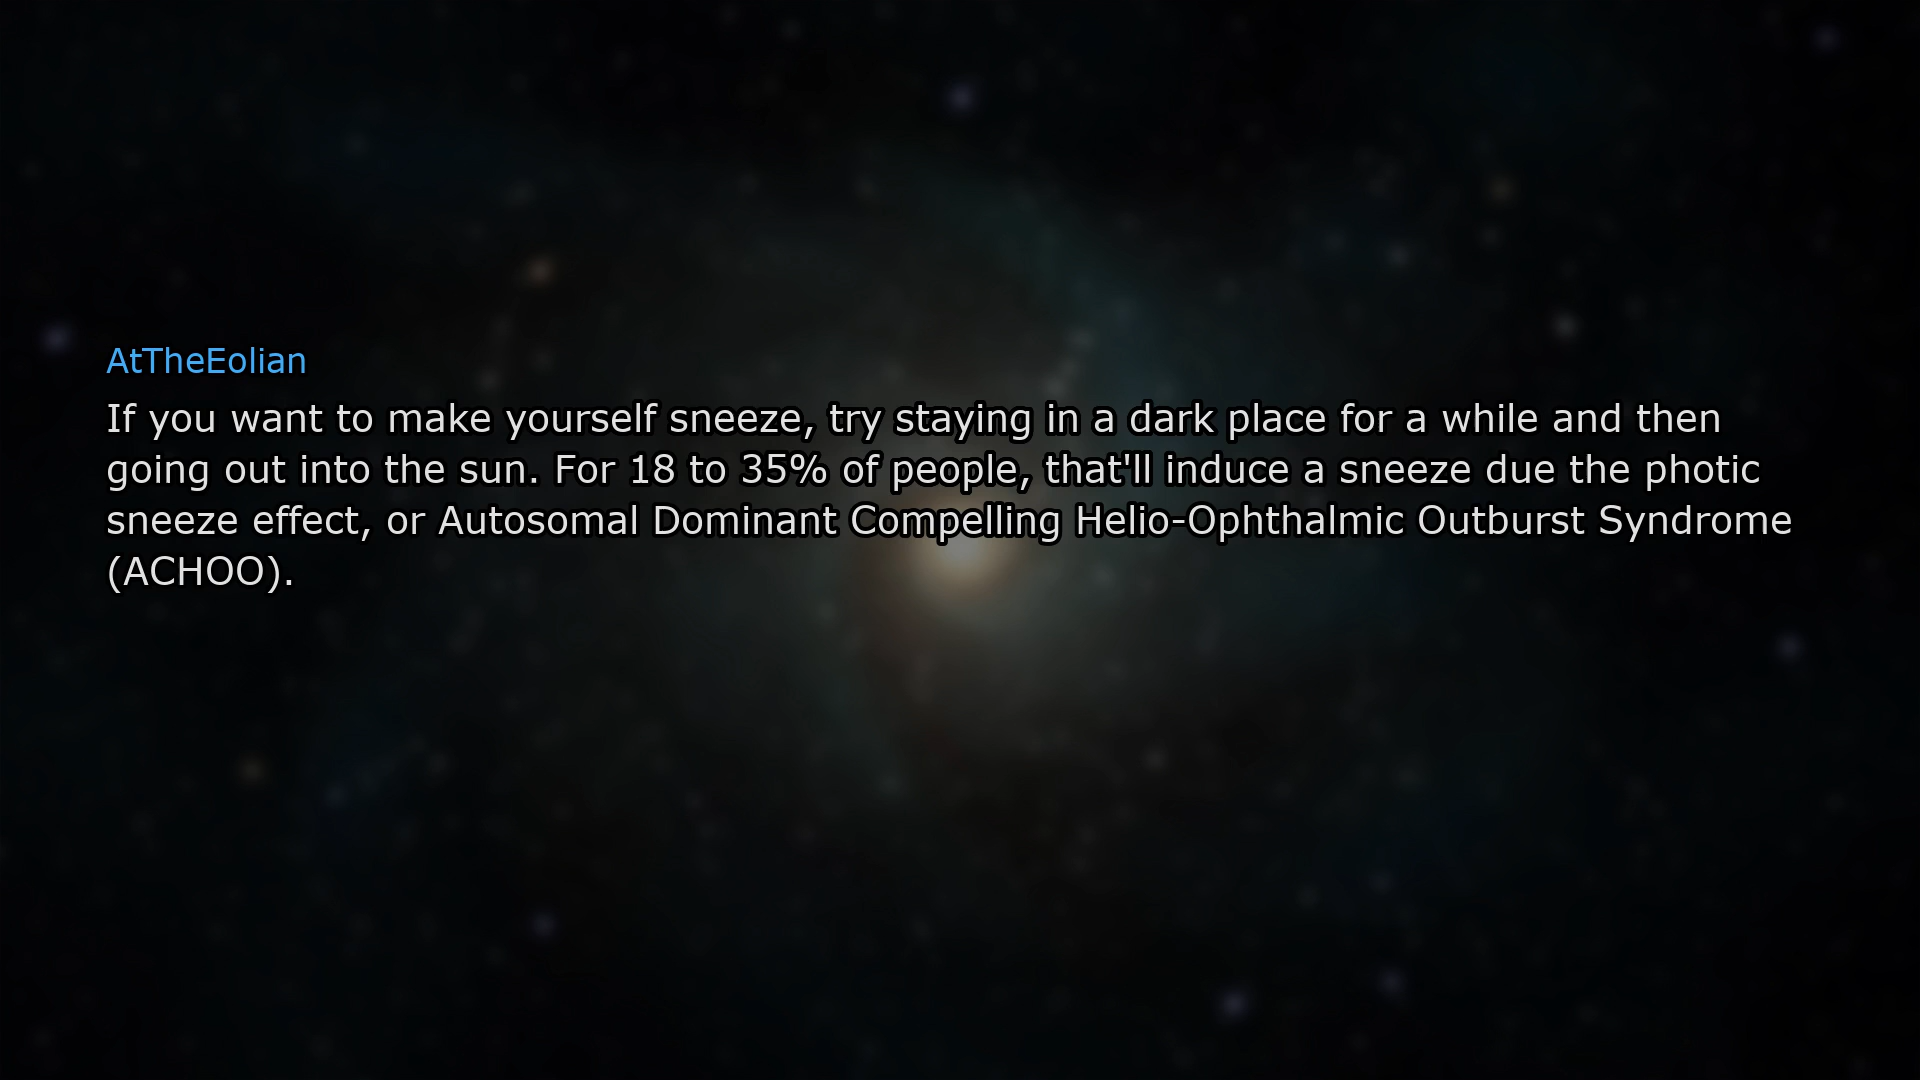 AtTheEolian
If you want to make yourself sneeze, try staying in a dark place for a while and then
going out into the sun. For 18 to 35% of people, that'll induce a sneeze due the photic
sneeze effect, or Autosomal Dominant Compelling Helio-Ophthalmic Outburst Syndrome
(ACHOO).